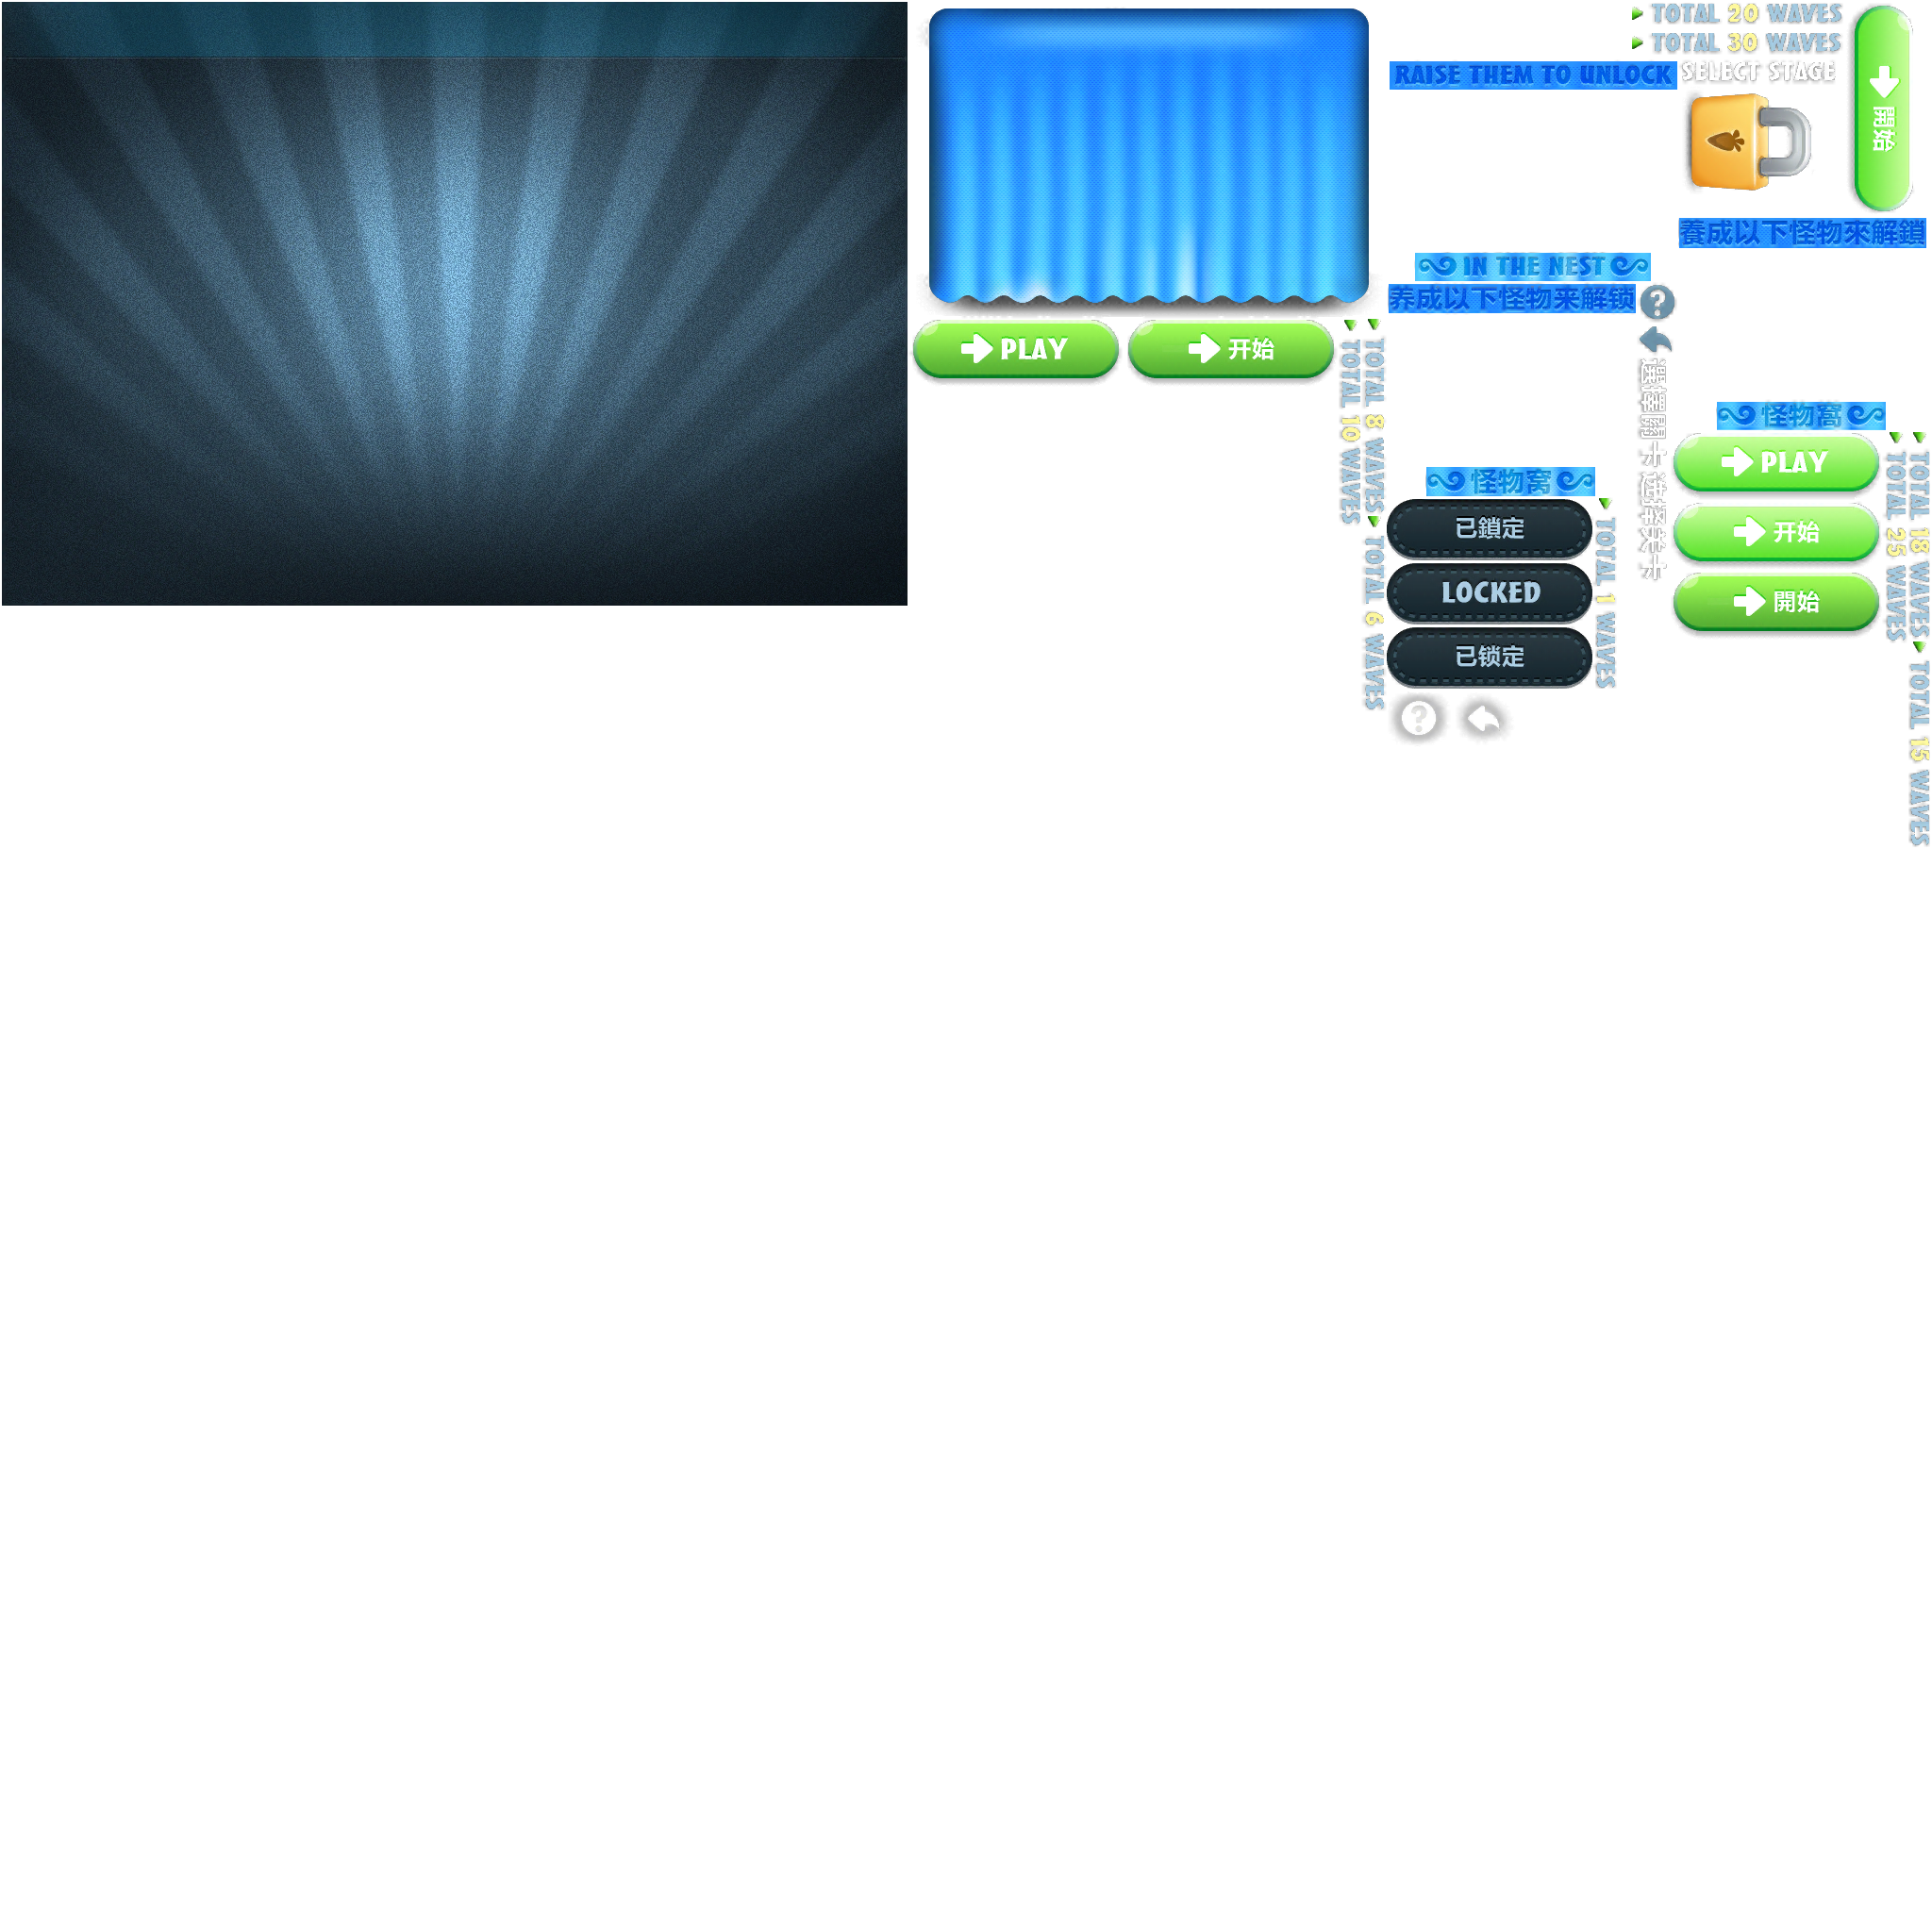 TOTAL 20 WAVES
TOTAL 30 WAVES
RAISE THEM TO UNLOCK
SELECT STAGE
開始
養成以下怪物來解鎖
IN THE NEST
养成以下怪物来解锁
?
PLAY
开始
TOTAL 10 WAVES
TOTAL 8 WAVES
TOTAL 6 WAVES
選擇關卡
选择关卡
怪物窩
PLAY
开始
開始
TOTAL 25 WAVES
TOTAL 18 WAVES
TOTAL 15 WAVES
怪物窝
已鎖定
LOCKED
已锁定
TOTAL 1 WAVES
?